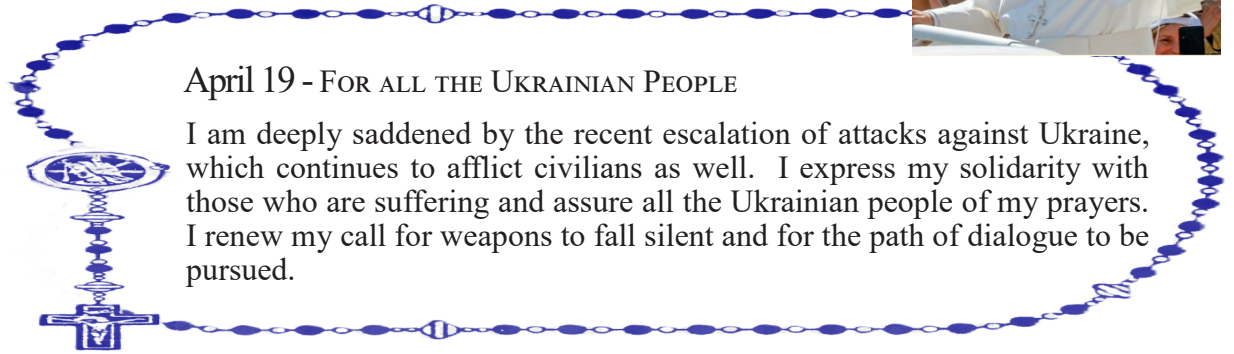 April 19 - For all the Ukrainian People
I am deeply saddened by the recent escalation of attacks against Ukraine,
which continues to afflict civilians as well.  I express my solidarity with
those who are suffering and assure all the Ukrainian people of my prayers.
I renew my call for weapons to fall silent and for the path of dialogue to be
pursued.